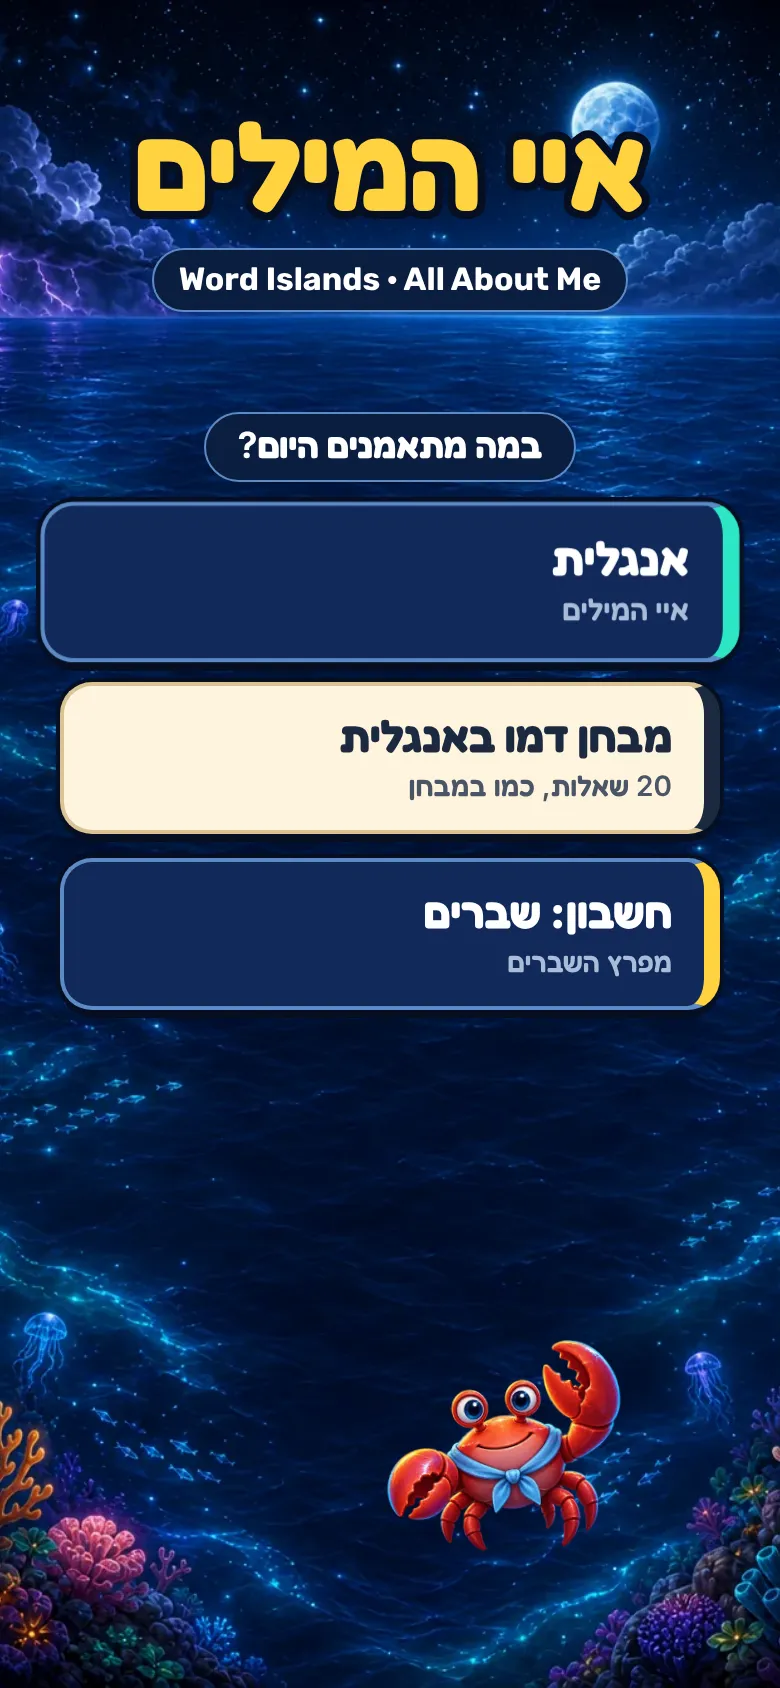 איי המילים
Word Islands • All About Me
במה מתאמנים היום?
אנגלית
איי המילים
מבחן דמו באנגלית
20 שאלות, כמו במבחן
חשבון: שברים
מפרץ השברים